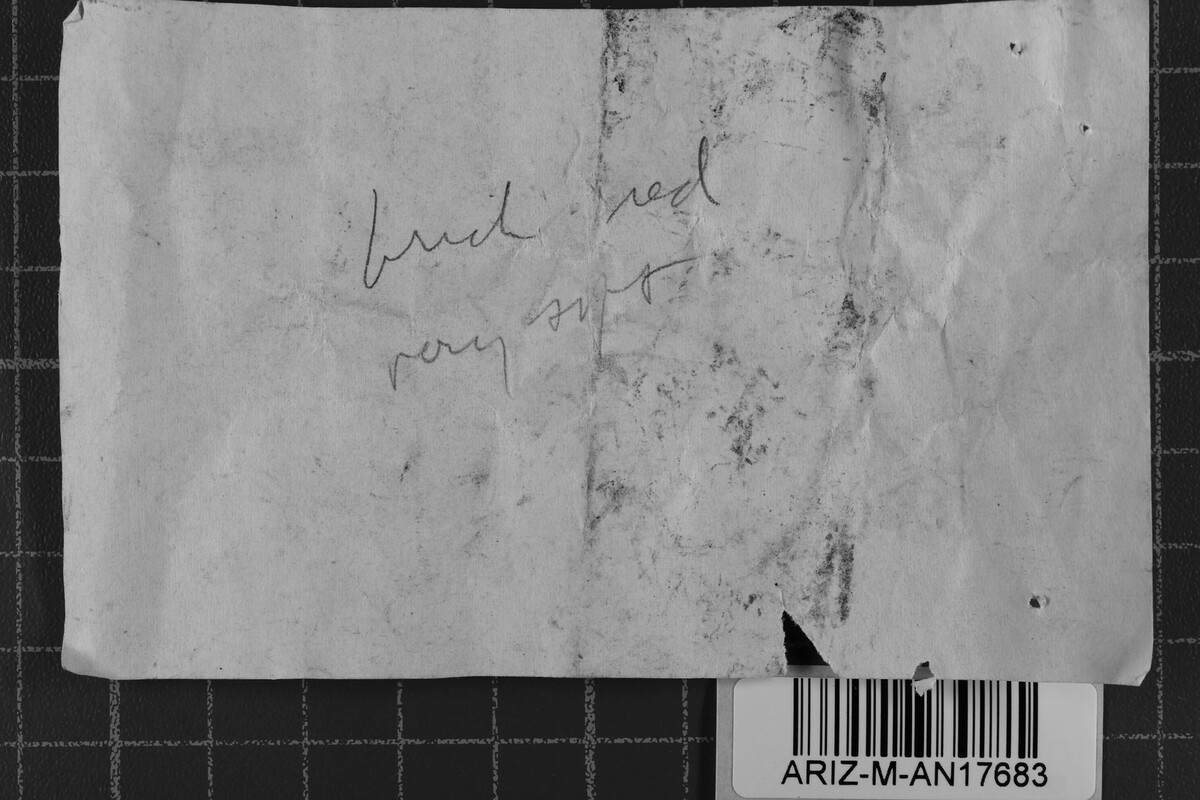 brick red
very soft
ARIZ-M-AN17683